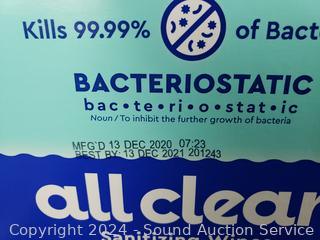 Kills 99.99% of Bact
BACTERIOSTATIC
bac•te•ri•o•stat•ic
Noun / To inhibit the further growth of bacteria
MFG'D 13 DEC 2020 07:23
BEST BY: 13 DEC 2021 201243
all clear
Sanitizing Wipes
Copyright 2024 - Sound Auction Service